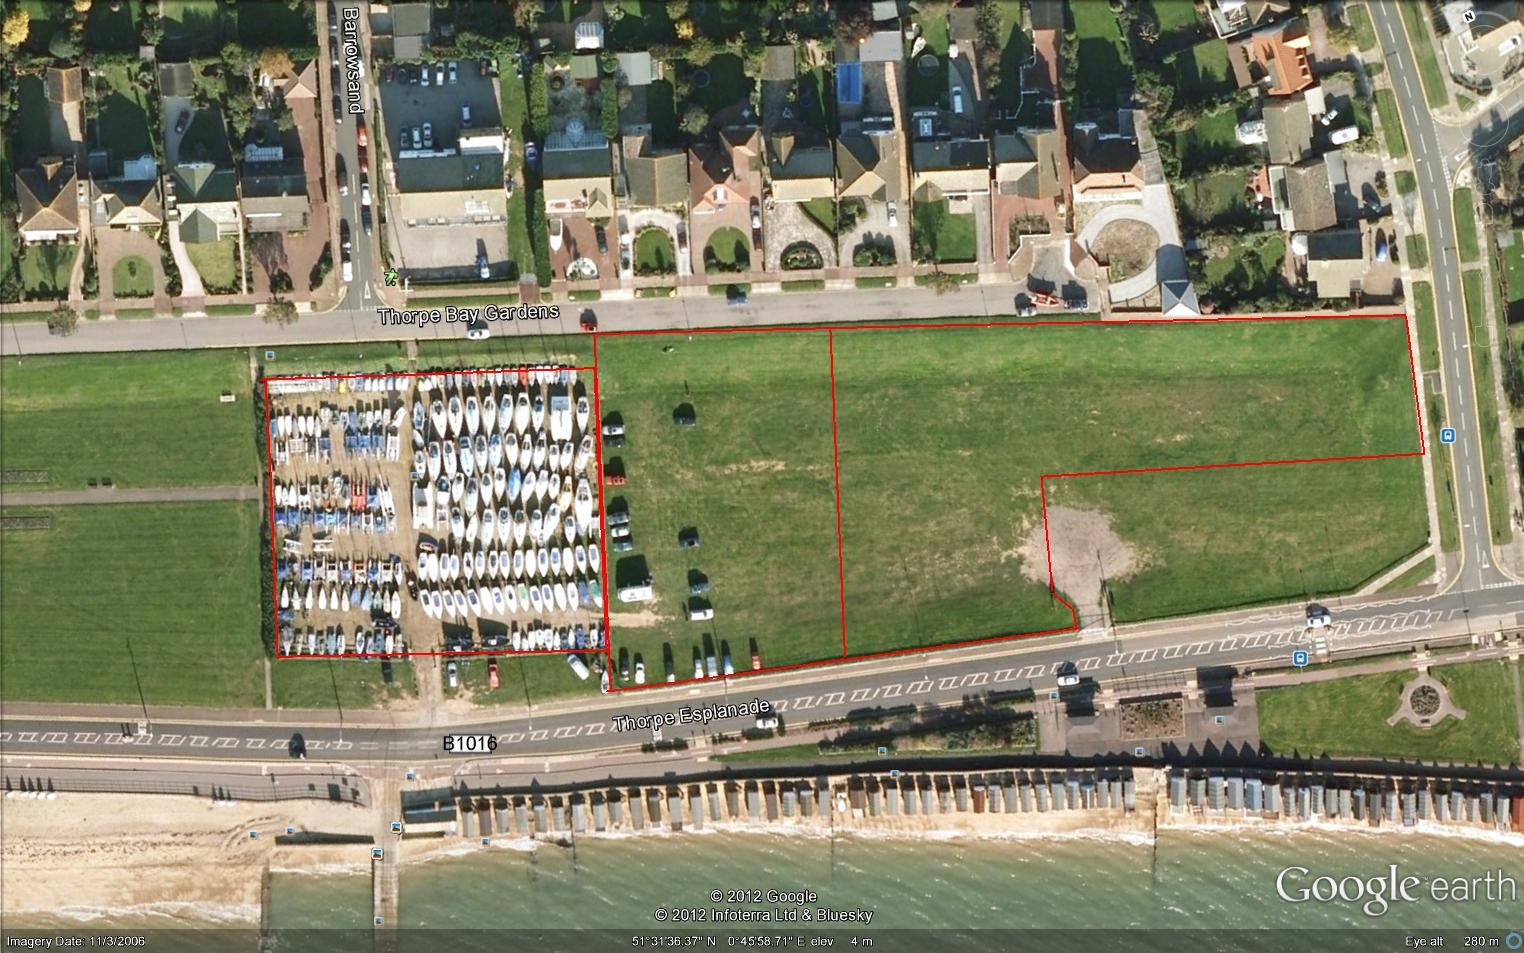 Barrowsand
N
Thorpe Bay Gardens
Thorpe Esplanade
B1016
Google earth
© 2012 Google
© 2012 Infoterra Ltd & Bluesky
Imagery Date: 11/3/2006
51°31'36.37" N 0°45'58.71" E elev 4 m
Eye alt 280 m